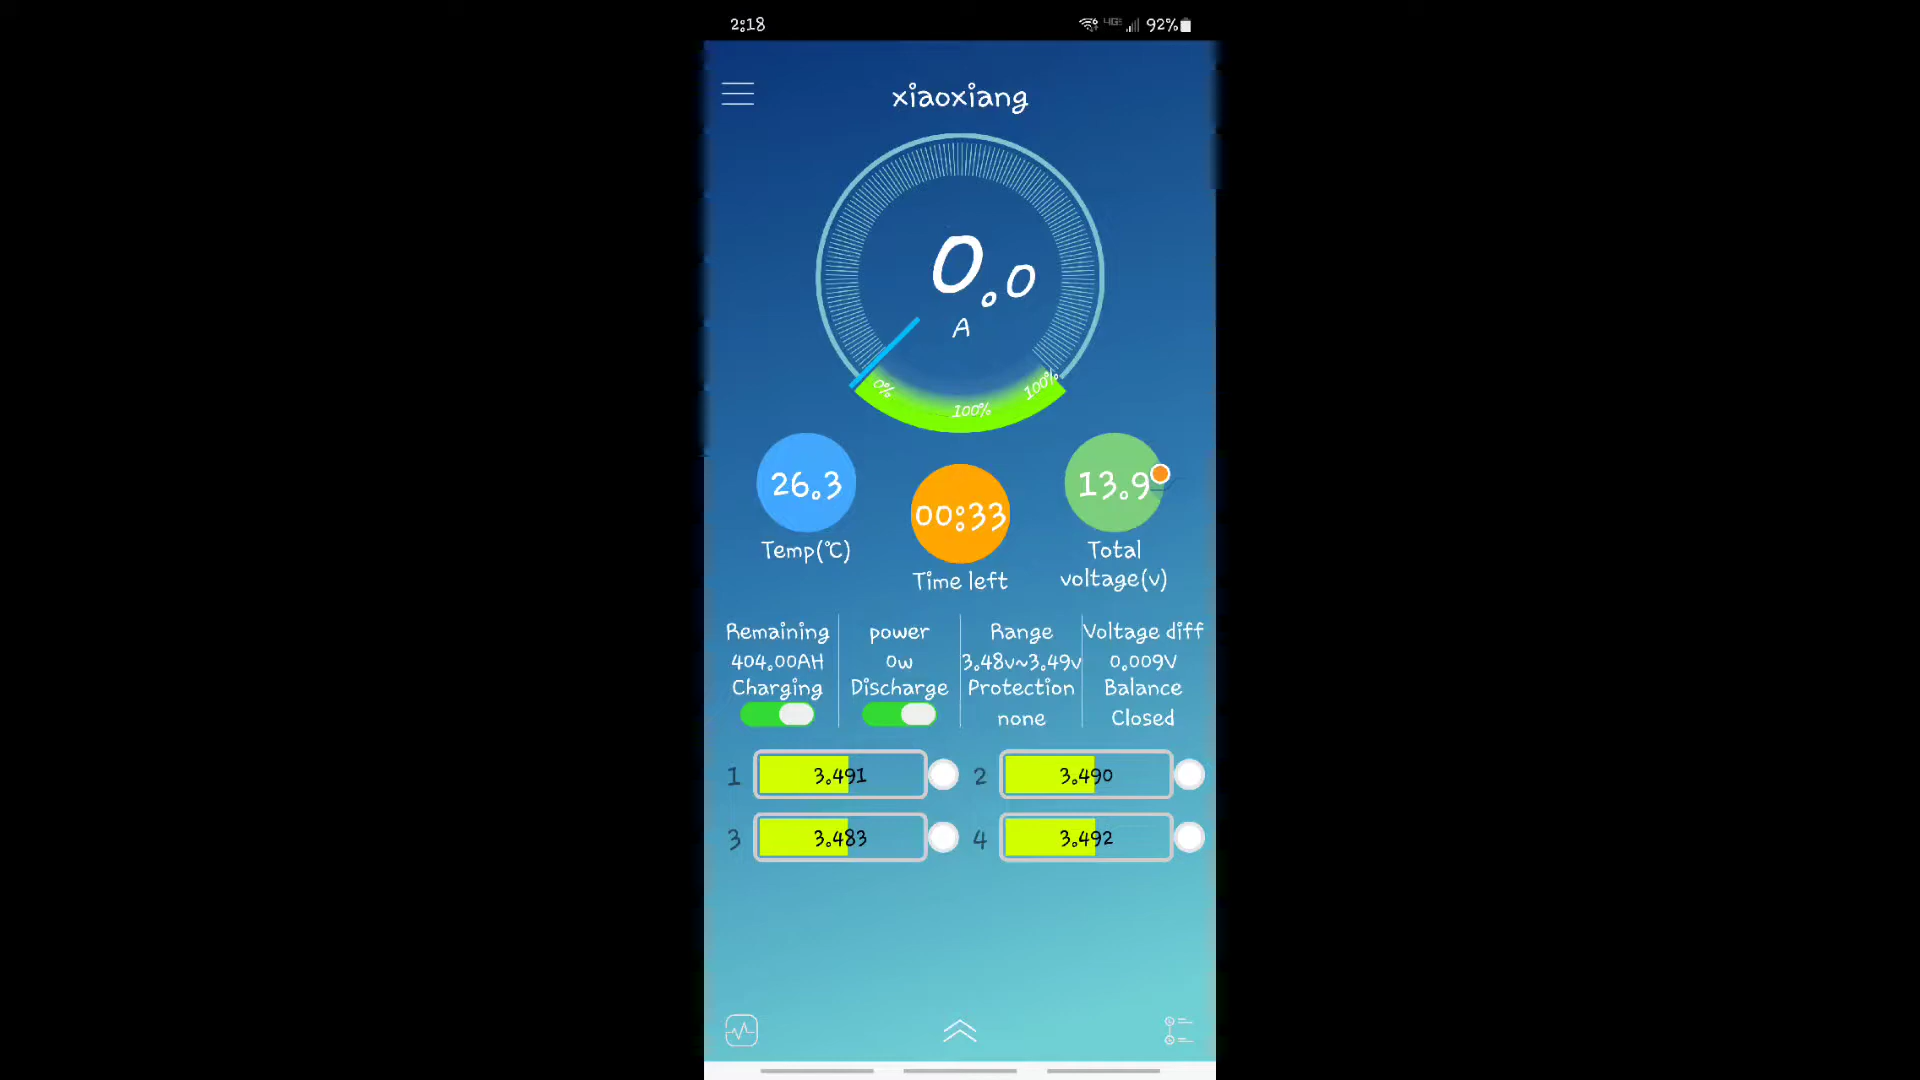 2:18
92%
xiaoxiang
0.0
A
0%
100%
100%
26.3
00:33
13.9
Temp(℃)
Time left
Total
voltage(v)
Remaining
power
Range
Voltage diff
404.00AH
0w
3.48v~3.49v
0.009V
Charging
Discharge
Protection
Balance
none
Closed
1
3.491
2
3.490
3
3.483
4
3.492